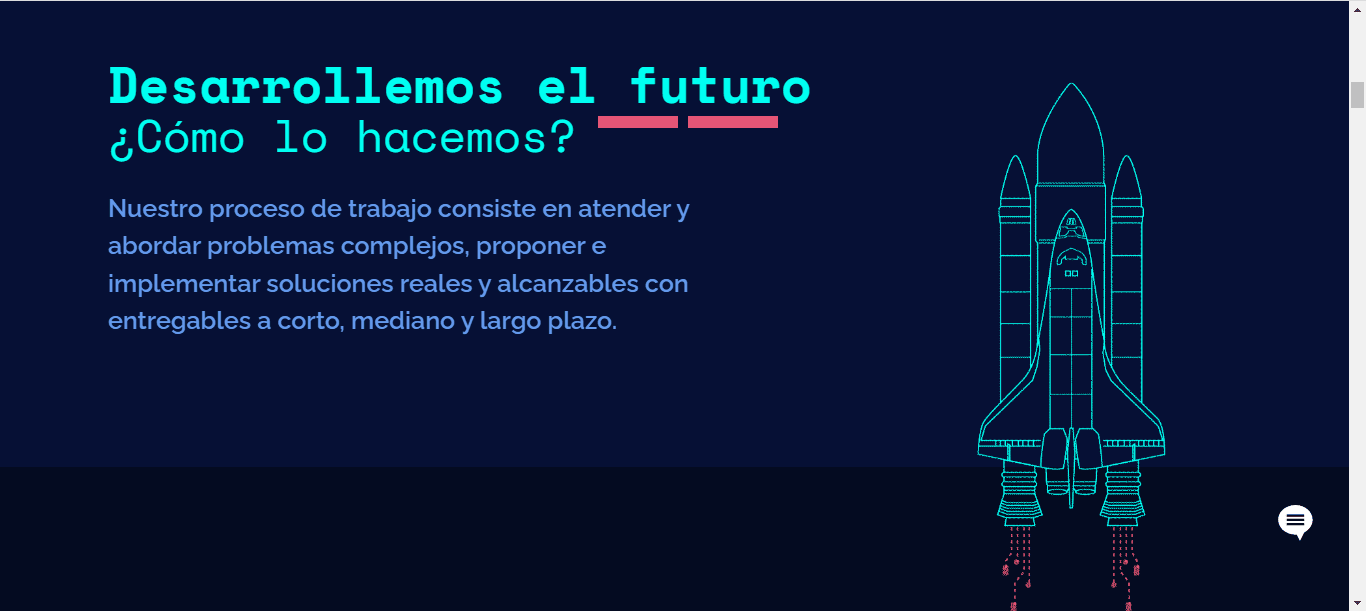 Desarrollemos el futuro
¿Cómo lo hacemos?
Nuestro proceso de trabajo consiste en atender y
abordar problemas complejos, proponer e
implementar soluciones reales y alcanzables con
entregables a corto, mediano y largo plazo.